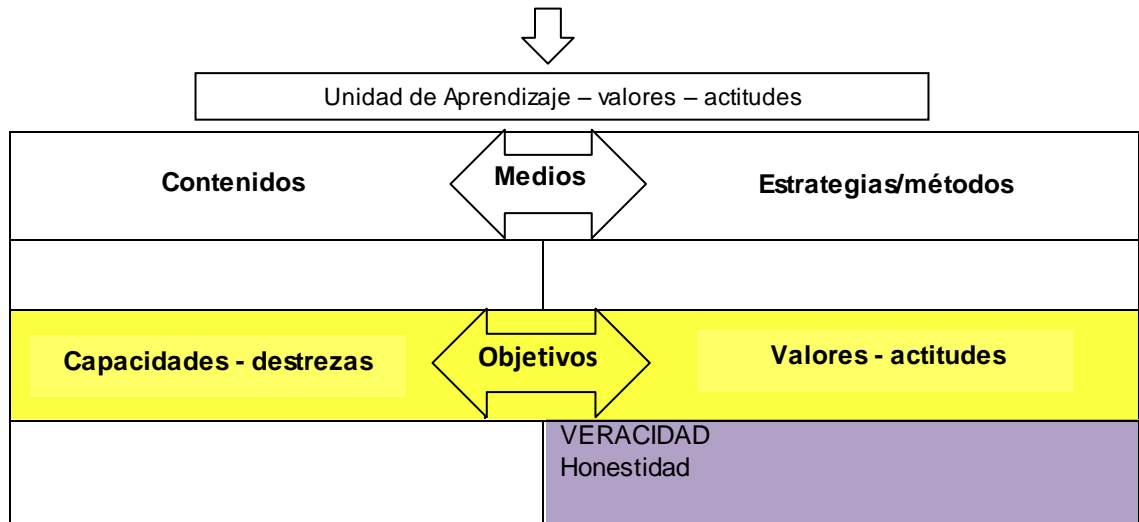 Unidad de Aprendizaje – valores – actitudes
Contenidos
Medios
Estrategias/métodos
Capacidades - destrezas
Objetivos
Valores - actitudes
VERACIDAD
Honestidad